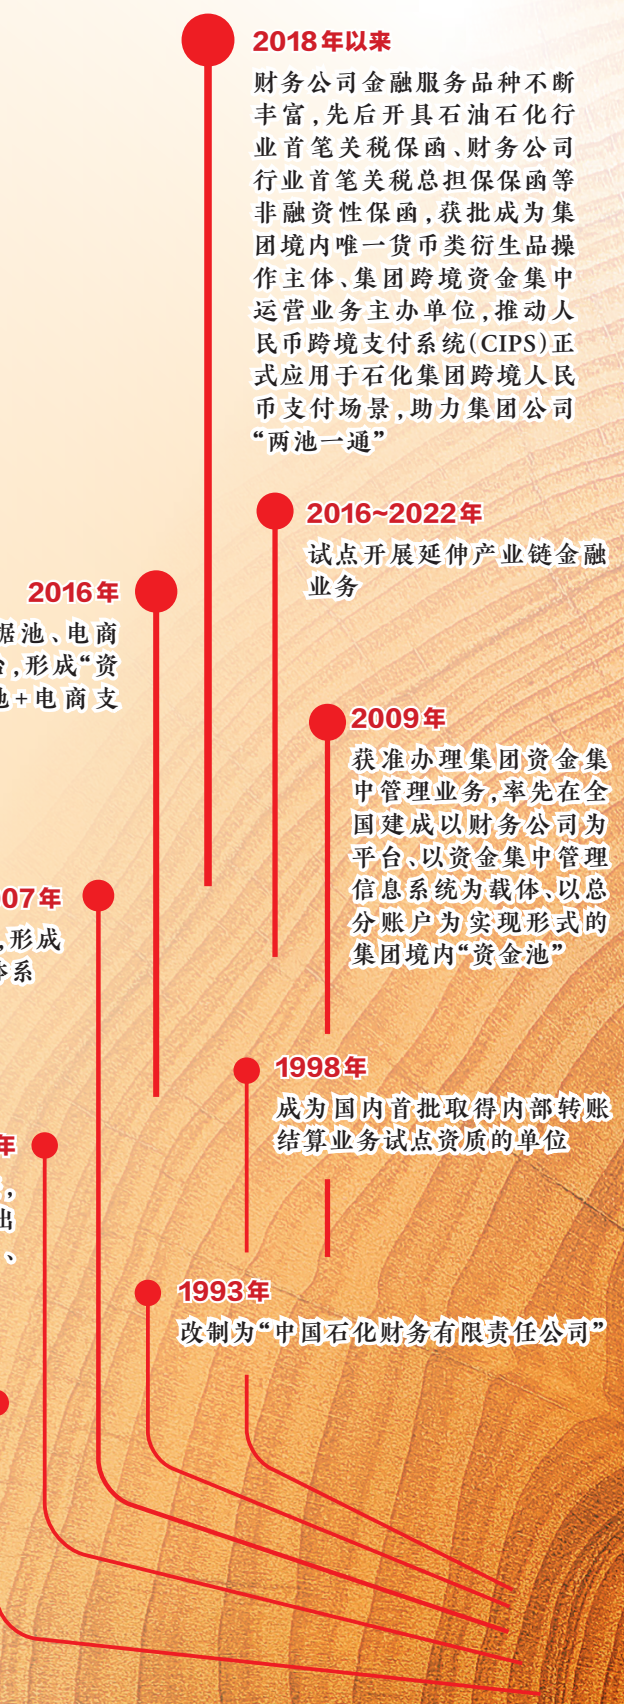 2018年以来
财务公司金融服务品种不断
丰富,先后开具石油石化行
业首笔关税保函、财务公司
行业首笔关税总担保保函等
非融资性保函,获批成为集
团境内唯一货币类衍生品操
作主体、集团跨境资金集中
运营业务主办单位,推动人
民币跨境支付系统(CIPS)正
式应用于石化集团跨境人民
币支付场景,助力集团公司
“两池一通”
2016~2022年
试点开展延伸产业链金融
业务
2016年
据池、电商
,形成“资
池+电商支
2009年
获准办理集团资金集
中管理业务,率先在全
国建成以财务公司为
平台、以资金集中管理
信息系统为载体、以总
分账户为实现形式的
集团境内“资金池”
07年
,形成
体系
1998年
成为国内首批取得内部转账
结算业务试点资质的单位
年
,
出
、
1993年
改制为“中国石化财务有限责任公司”